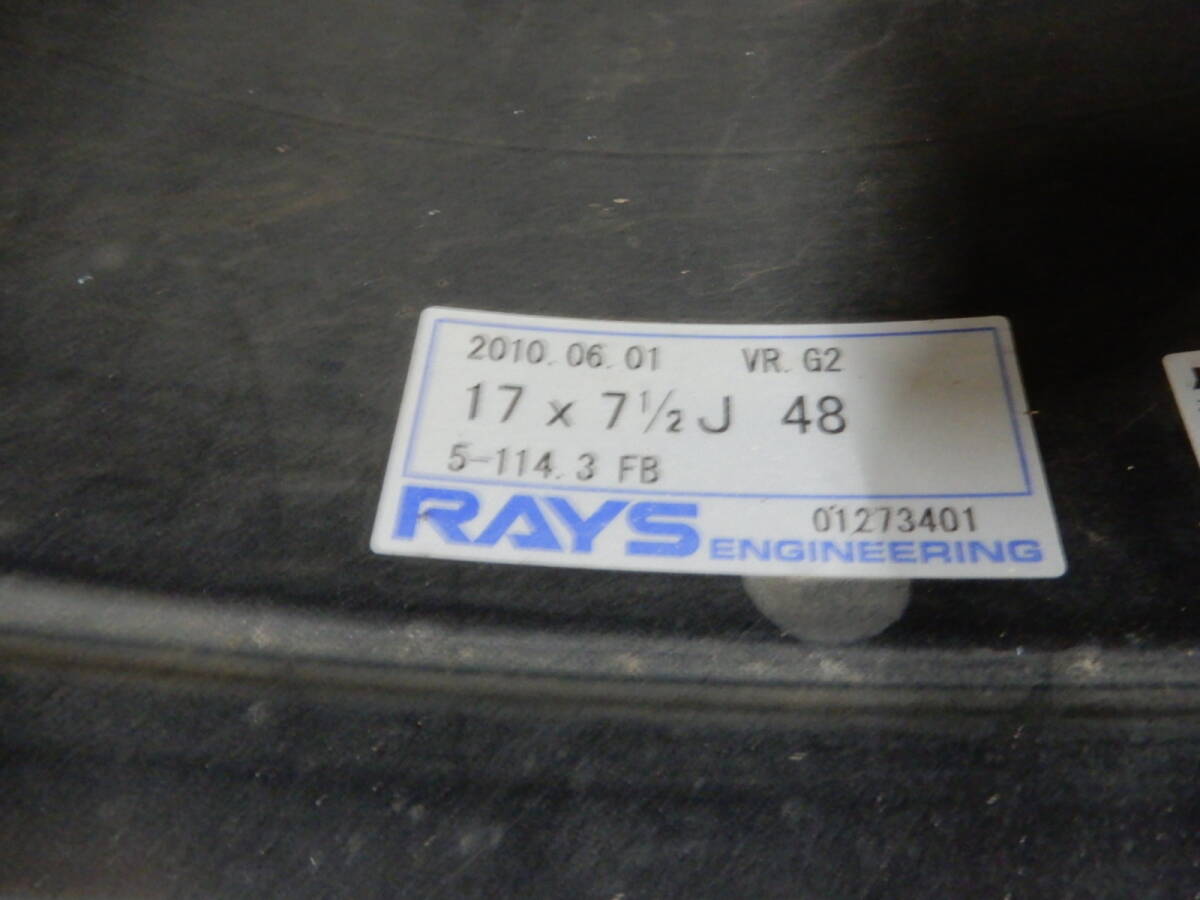 2010.06.01 VR.G2
17 x 7½J 48
5-114.3 FB
01273401
RAYS ENGINEERING